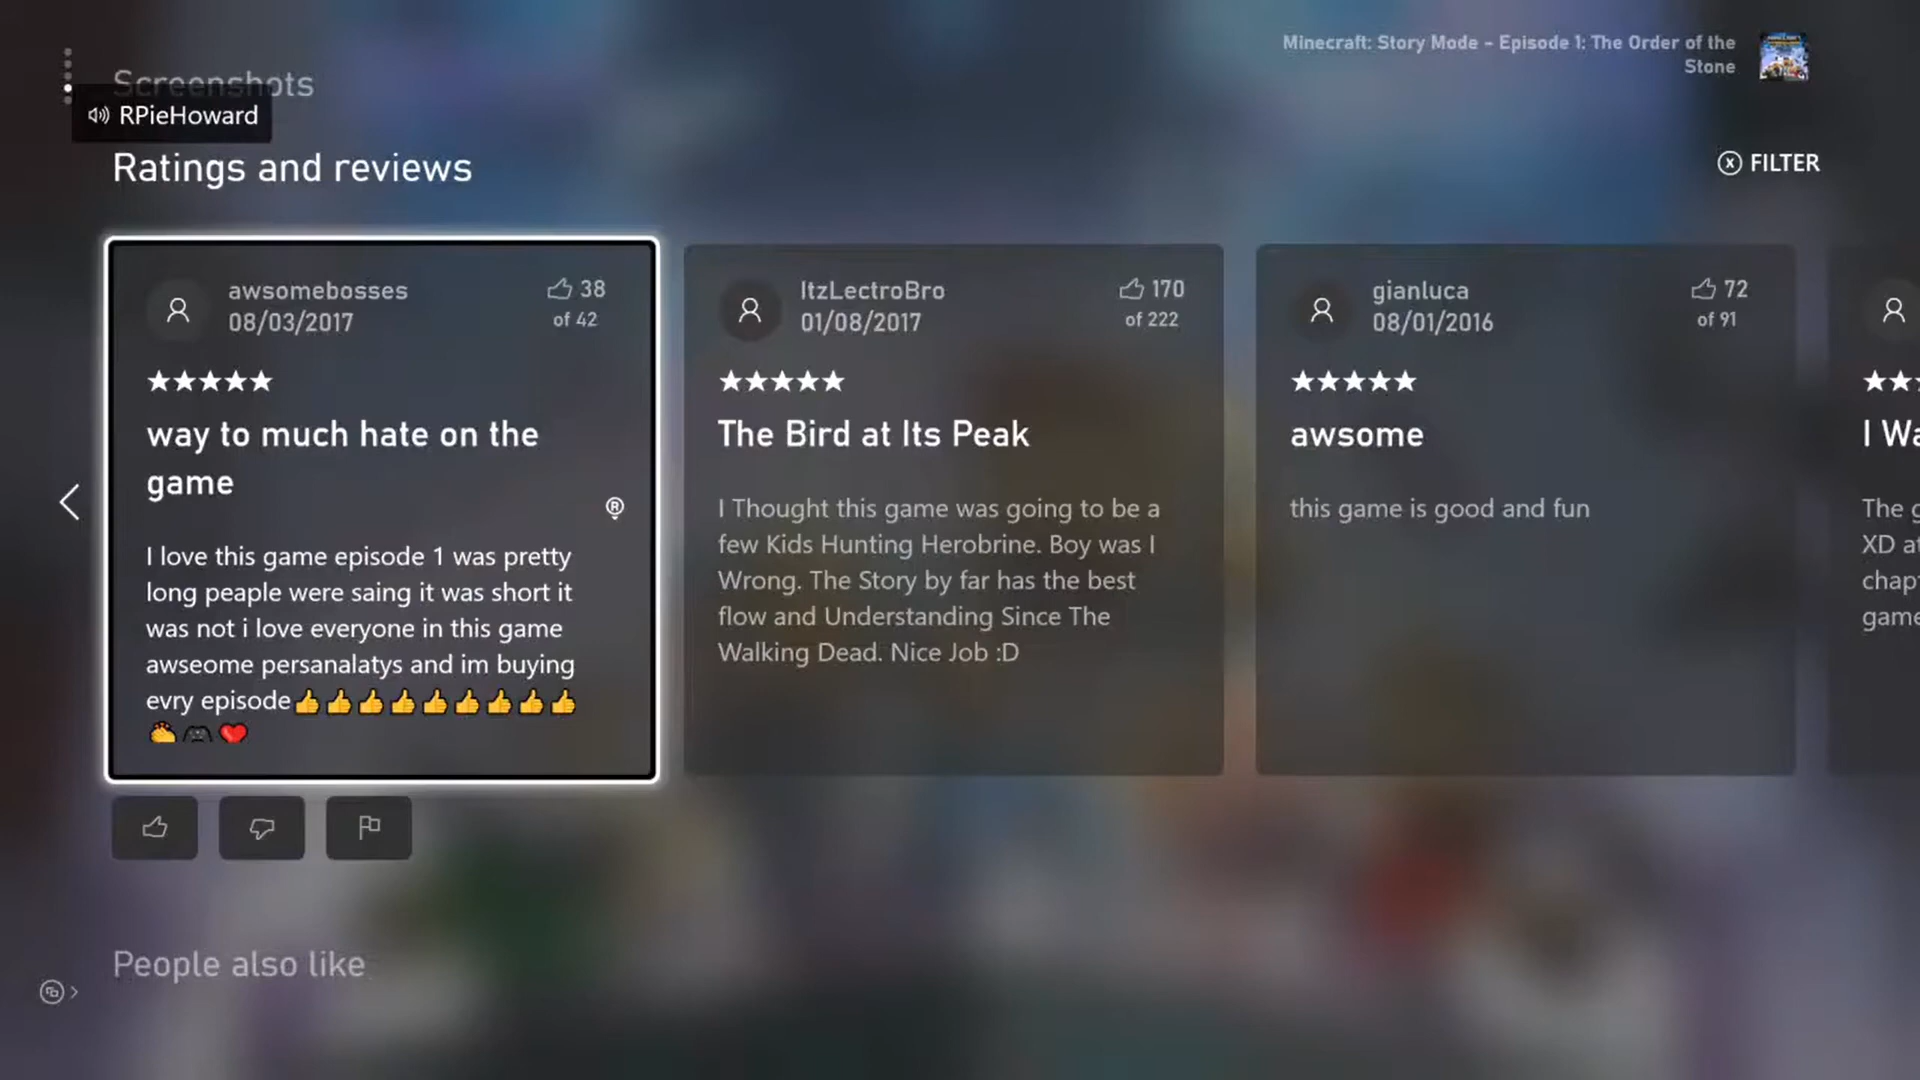 Minecraft: Story Mode - Episode 1: The Order of the
Stone
Screenshots
RPieHoward
Ratings and reviews
FILTER
awsomebosses
08/03/2017
38
of 42
★★★★★
way to much hate on the
game
I love this game episode 1 was pretty
long peaple were saing it was short it
was not i love everyone in this game
awseome persanalatys and im buying
evry episode👍👍👍👍👍👍👍👍👍
👏🎮❤️
ItzLectroBro
01/08/2017
170
of 222
★★★★★
The Bird at Its Peak
I Thought this game was going to be a
few Kids Hunting Herobrine. Boy was I
Wrong. The Story by far has the best
flow and Understanding Since The
Walking Dead. Nice Job :D
gianluca
08/01/2016
72
of 91
★★★★★
awsome
this game is good and fun
I Wa
The g
XD at
chapt
game
People also like